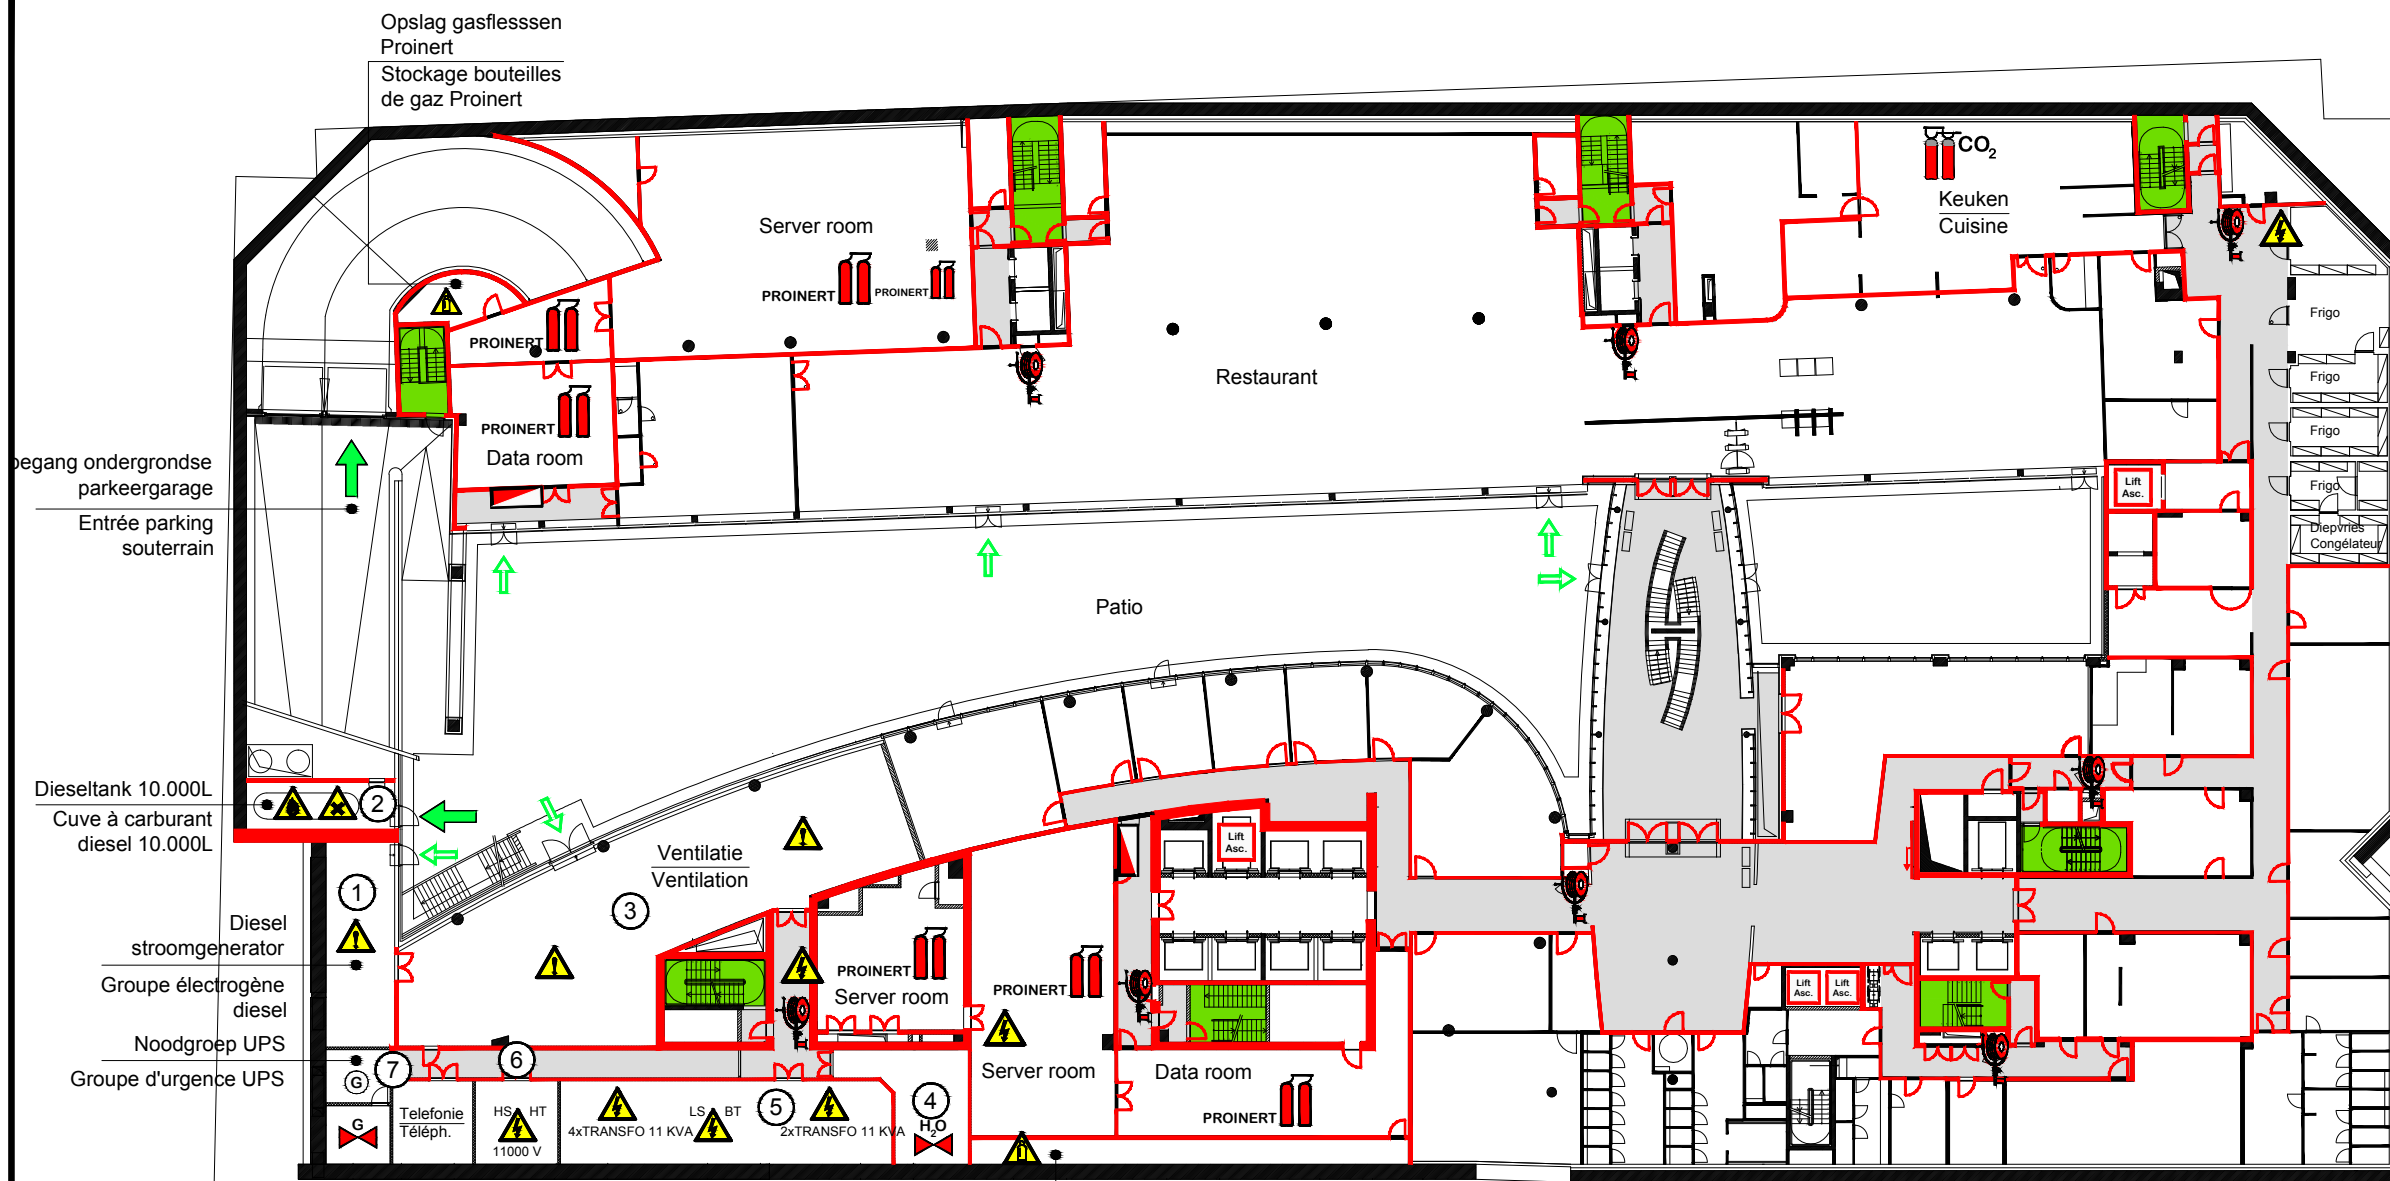 Opslag gasflesssen
Proinert
Stockage bouteilles
de gaz Proinert
CO2
Keuken
Cuisine
Server room
PROINERT
PROINERT
PROINERT
Frigo
Restaurant
Frigo
PROINERT
Data room
Frigo
oegang ondergrondse
parkeergarage
Entrée parking
souterrain
Lift
Asc.
Frigo
Diepvries
Congélateur
Patio
Dieseltank 10.000L
Cuve à carburant
diesel 10.000L
2
Lift
Asc.
Ventilatie
Ventilation
1
3
Diesel
stroomgenerator
Groupe électrogène
diesel
PROINERT
Server room
PROINERT
Lift
Asc.
Lift
Asc.
Noodgroep UPS
Groupe d'urgence UPS
G
7
6
Server room
Data room
PROINERT
G
Telefonie
Téléph.
HS HT
11000 V
4xTRANSFO 11 KVA
LS BT
5
2xTRANSFO 11 KVA
4
H2O